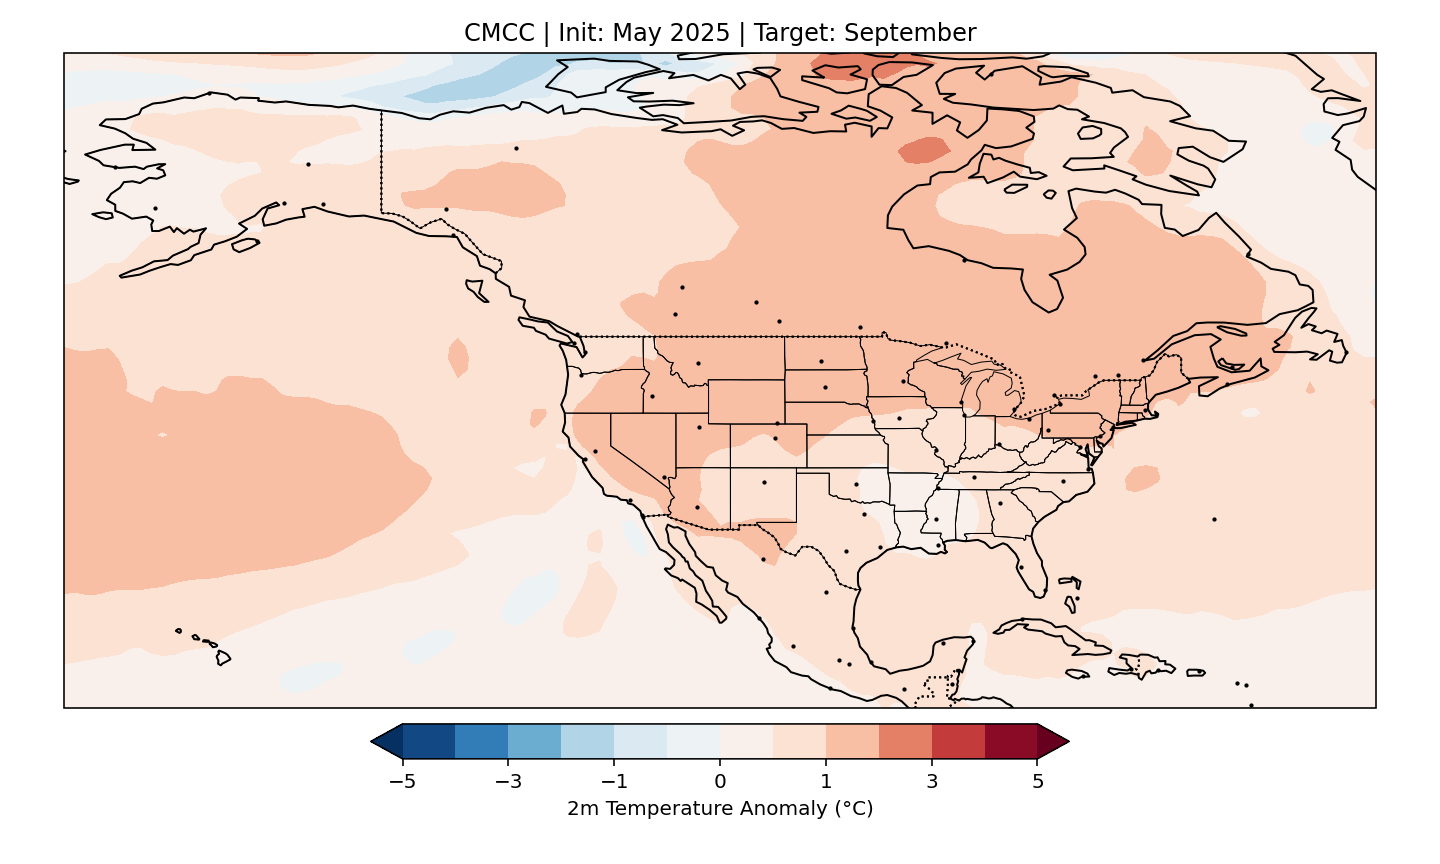 CMCC | Init: May 2025 | Target: September
−5 −3 −1 0 1 3 5
2m Temperature Anomaly (°C)